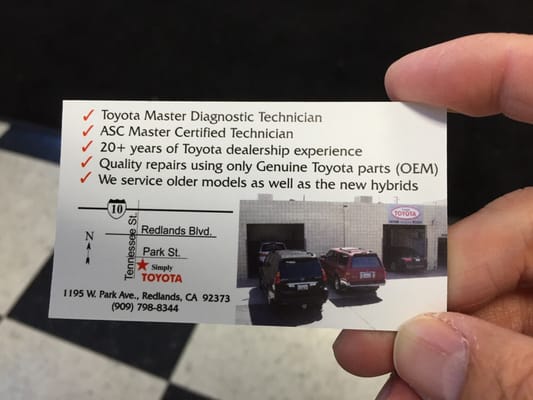 ✓ Toyota Master Diagnostic Technician
✓ ASC Master Certified Technician
✓ 20+ years of Toyota dealership experience
✓ Quality repairs using only Genuine Toyota parts (OEM)
✓ We service older models as well as the new hybrids
10
Tennessee St.
Redlands Blvd.
N
Park St.
Simply
TOYOTA
1195 W. Park Ave., Redlands, CA 92373
(909) 798-8344
TOYOTA